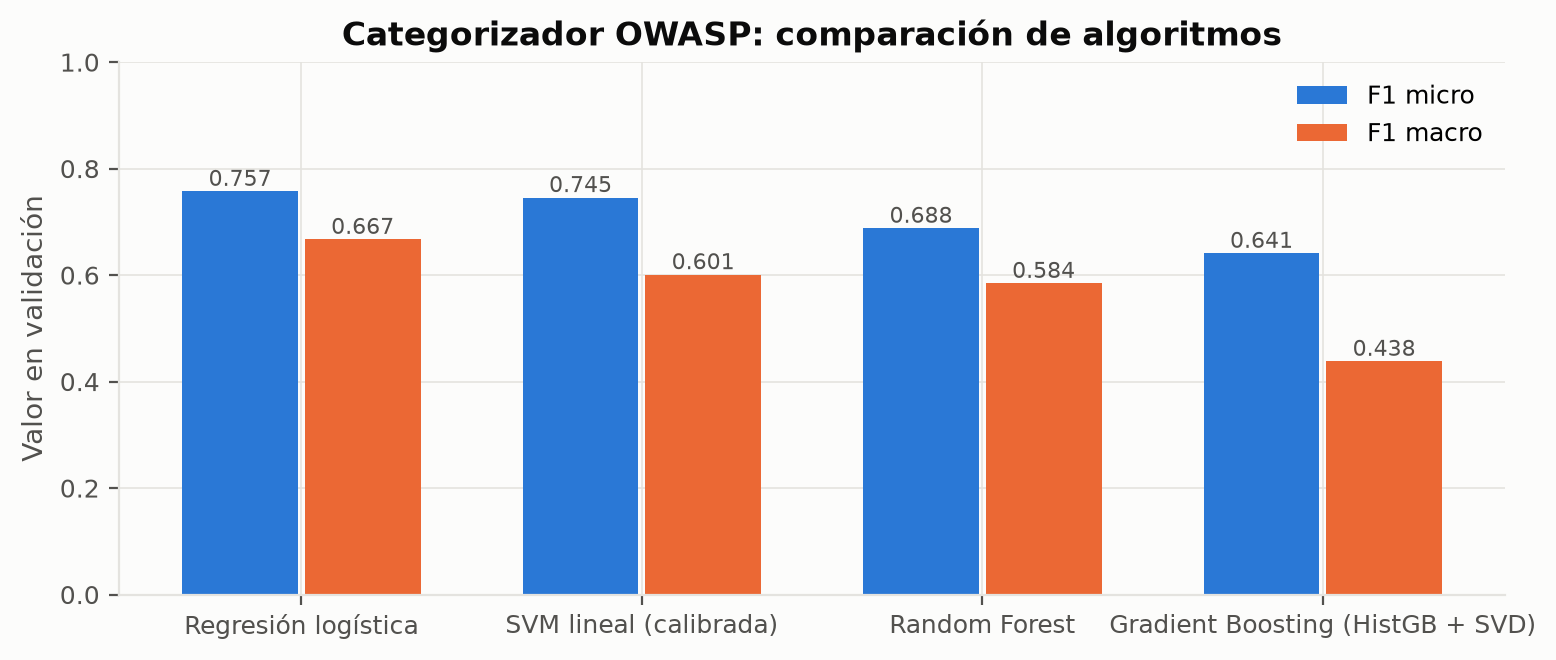 Categorizador OWASP: comparación de algoritmos
Valor en validación
1.0
0.8
0.6
0.4
0.2
0.0
F1 micro
F1 macro
0.757
0.667
0.745
0.601
0.688
0.584
0.641
0.438
Regresión logística
SVM lineal (calibrada)
Random Forest
Gradient Boosting (HistGB + SVD)